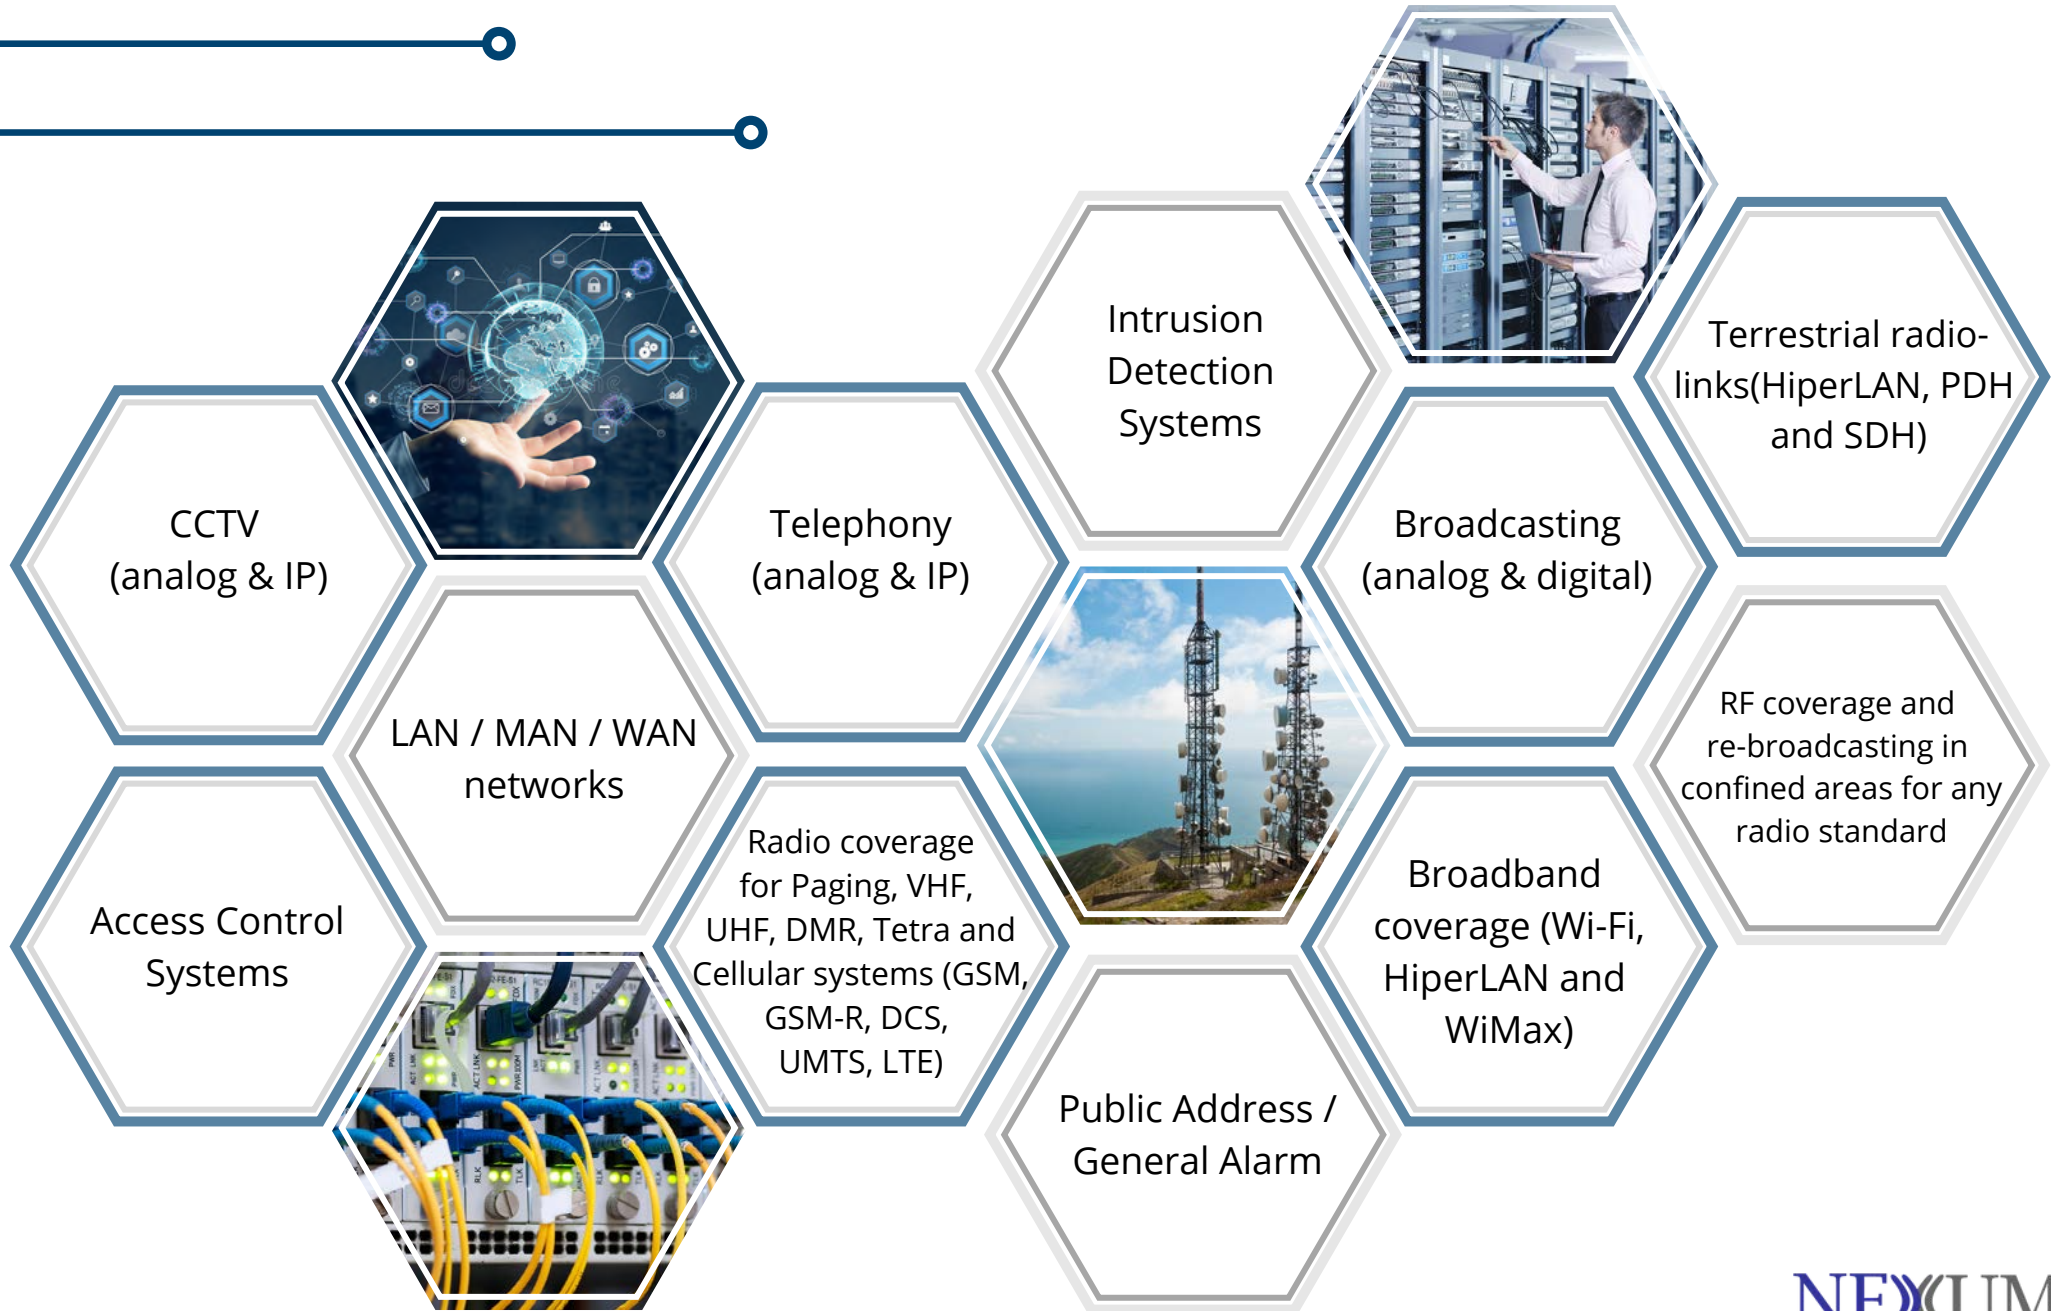 CCTV
(analog & IP)
Access Control
Systems
LAN / MAN / WAN
networks
Telephony
(analog & IP)
Radio coverage
for Paging, VHF,
UHF, DMR, Tetra and
Cellular systems (GSM,
GSM-R, DCS,
UMTS, LTE)
Intrusion
Detection
Systems
Public Address /
General Alarm
Broadcasting
(analog & digital)
Broadband
coverage (Wi-Fi,
HiperLAN and
WiMax)
Terrestrial radio-
links(HiperLAN, PDH
and SDH)
RF coverage and
re-broadcasting in
confined areas for any
radio standard
NEXUM